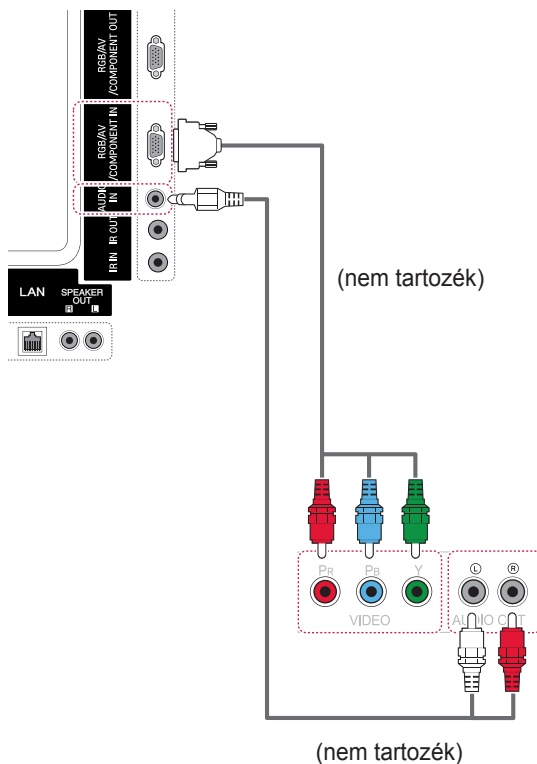 RGB/AV
/COMPONENT OUT
RGB/AV
/COMPONENT IN
AUDIO
IN
IR OUT
IR IN
LAN
SPEAKER
OUT
R L
(nem tartozék)
PR PB Y
VIDEO
L R
AUDIO OUT
(nem tartozék)